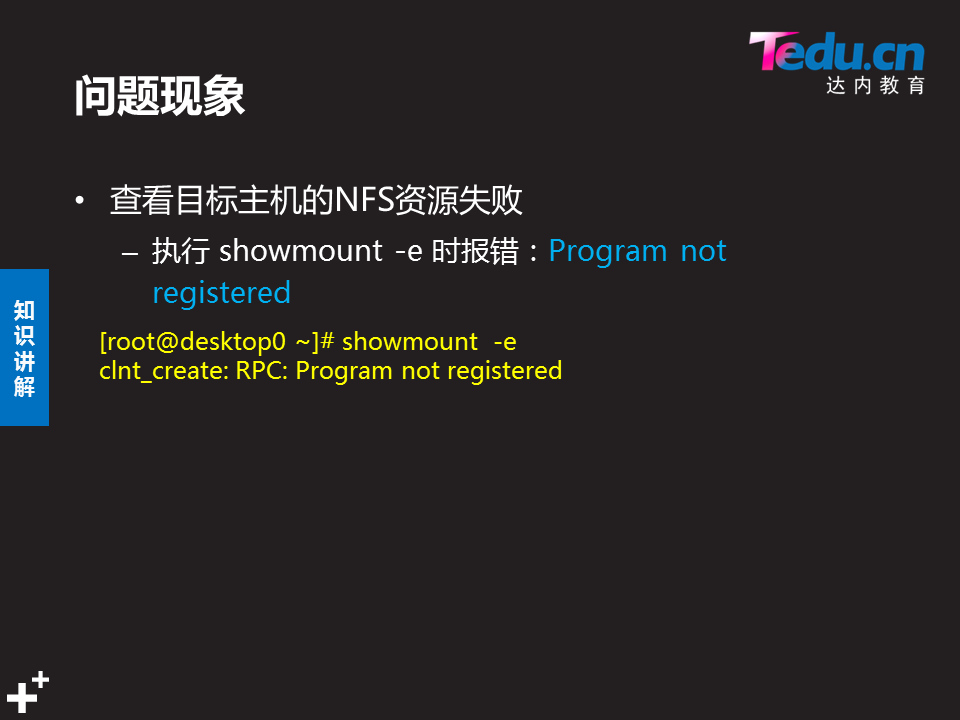 Tedu.cn
达内教育
问题现象
• 查看目标主机的NFS资源失败
– 执行 showmount -e 时报错：Program not
registered
[root@desktop0 ~]# showmount  -e
clnt_create: RPC: Program not registered
知
识
讲
解